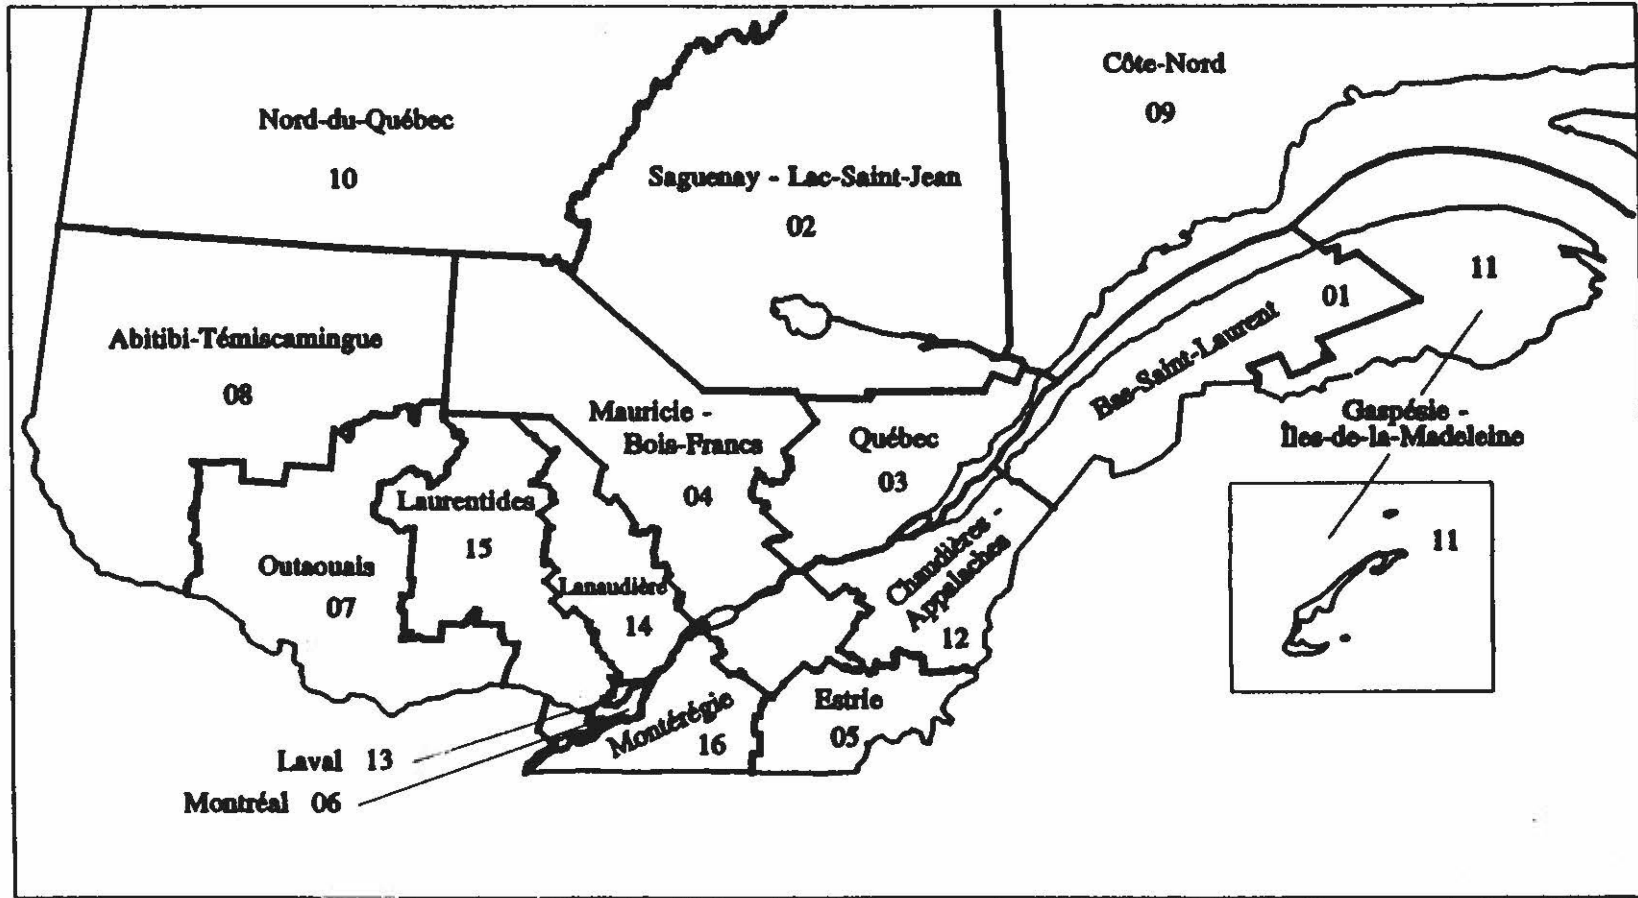 Côte-Nord
09
Nord-du-Québec
10
Saguenay - Lac-Saint-Jean
02
11
01
Bas-Saint-Laurent
Abitibi-Témiscamingue
08
Mauricie -
Bois-Francs
04
Québec
03
Gaspésie -
Îles-de-la-Madeleine
11
Laurentides
15
Outaouais
07
Lanaudière
14
Chaudières -
Appalaches
12
Estrie
05
Montérégie
16
Laval 13
Montréal 06